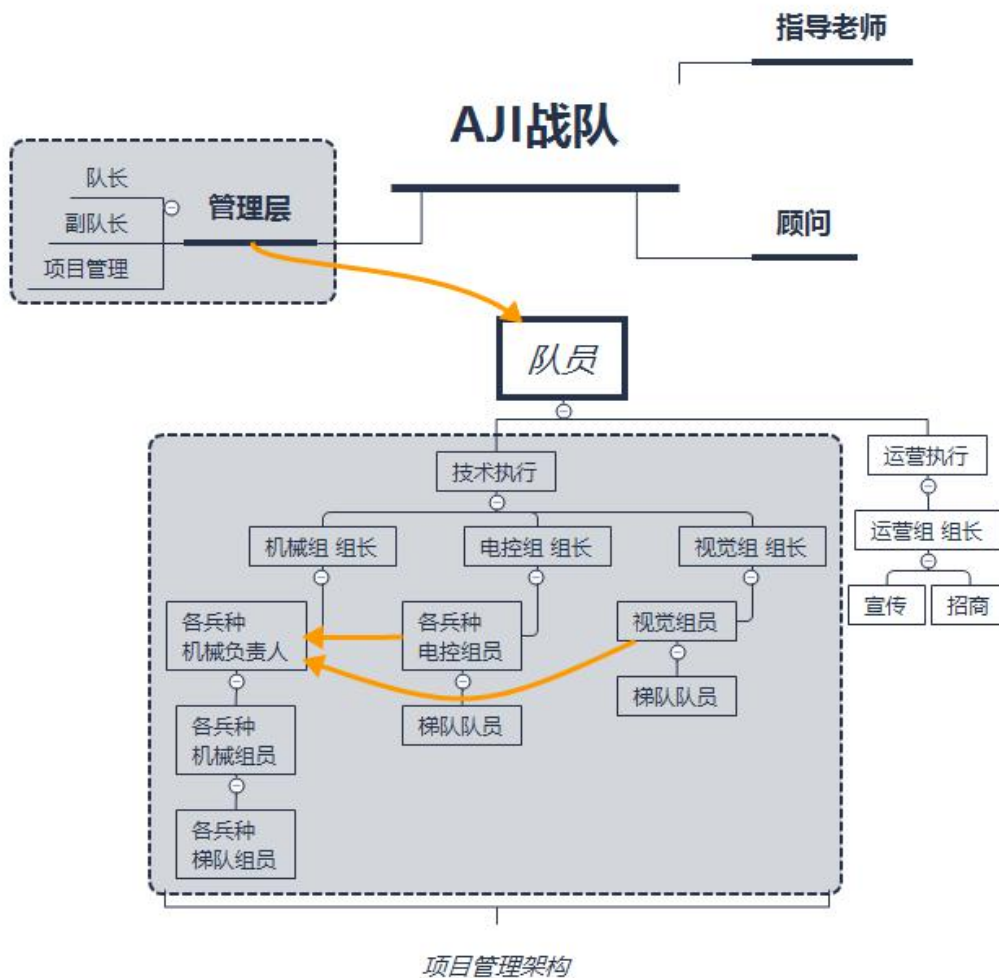 指导老师
AJI战队
队长
管理层
副队长
顾问
项目管理
队员
技术执行
运营执行
机械组 组长
电控组 组长
视觉组 组长
运营组 组长
各兵种
机械负责人
各兵种
电控组员
视觉组员
宣传
招商
各兵种
机械组员
梯队队员
梯队队员
各兵种
梯队组员
项目管理架构